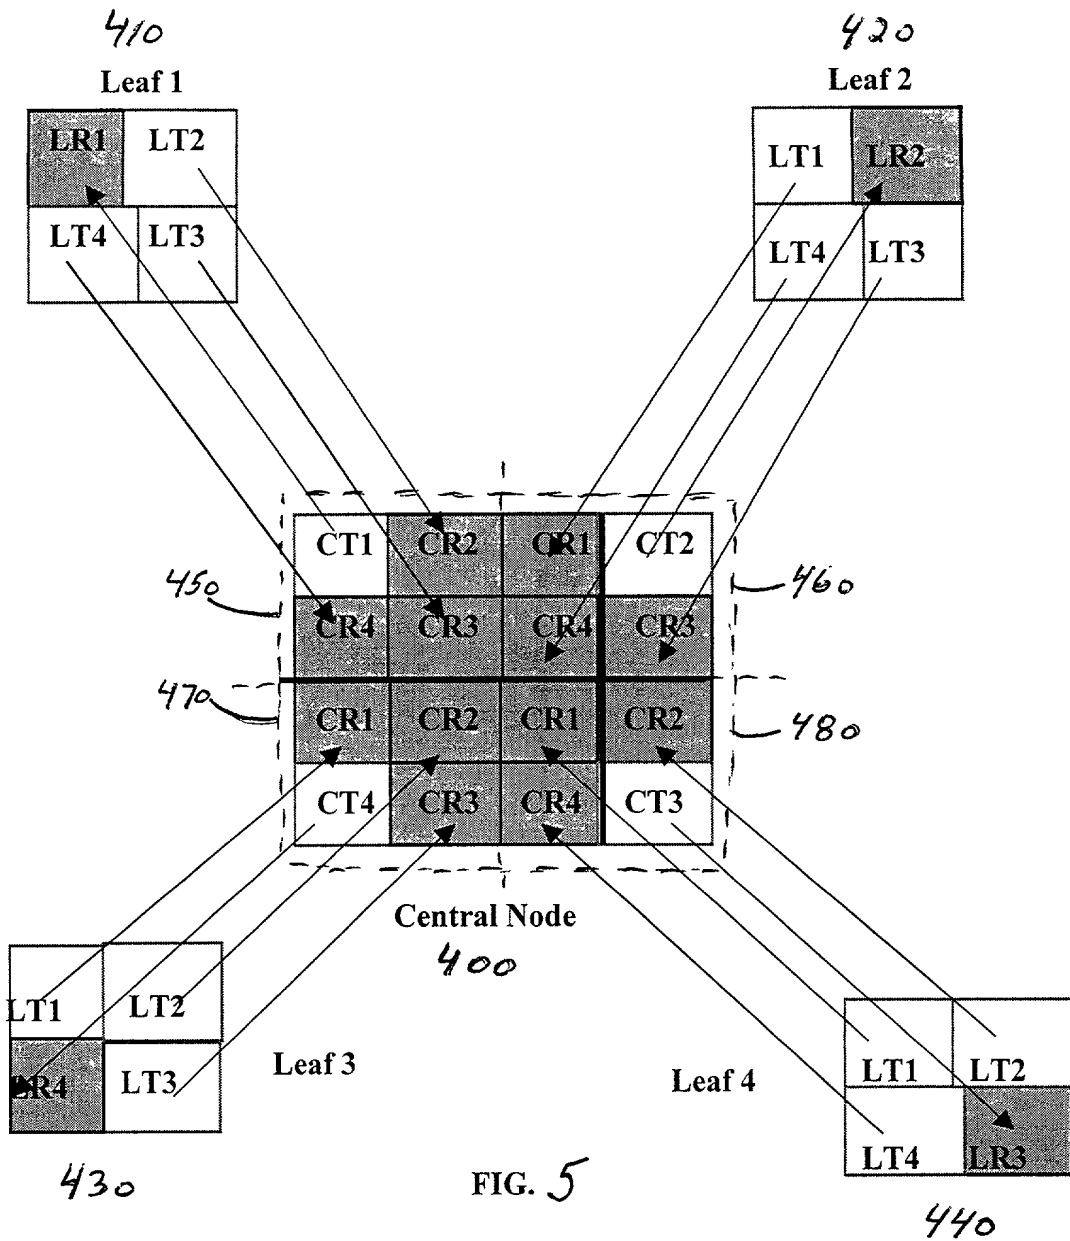 410
420
Leaf 1
Leaf 2
LR1 LT2
LT4 LT3
LT1 LR2
LT4 LT3
CT1 CR2 CR1 CT2
450
460
CR4 CR3 CR4 CR3
470
480
CR1 CR2 CR1 CR2
CT4 CR3 CR4 CT3
Central Node
400
LT1 LT2
LR4 LT3
Leaf 3
Leaf 4
LT1 LT2
LT4 LR3
430
FIG. 5
440